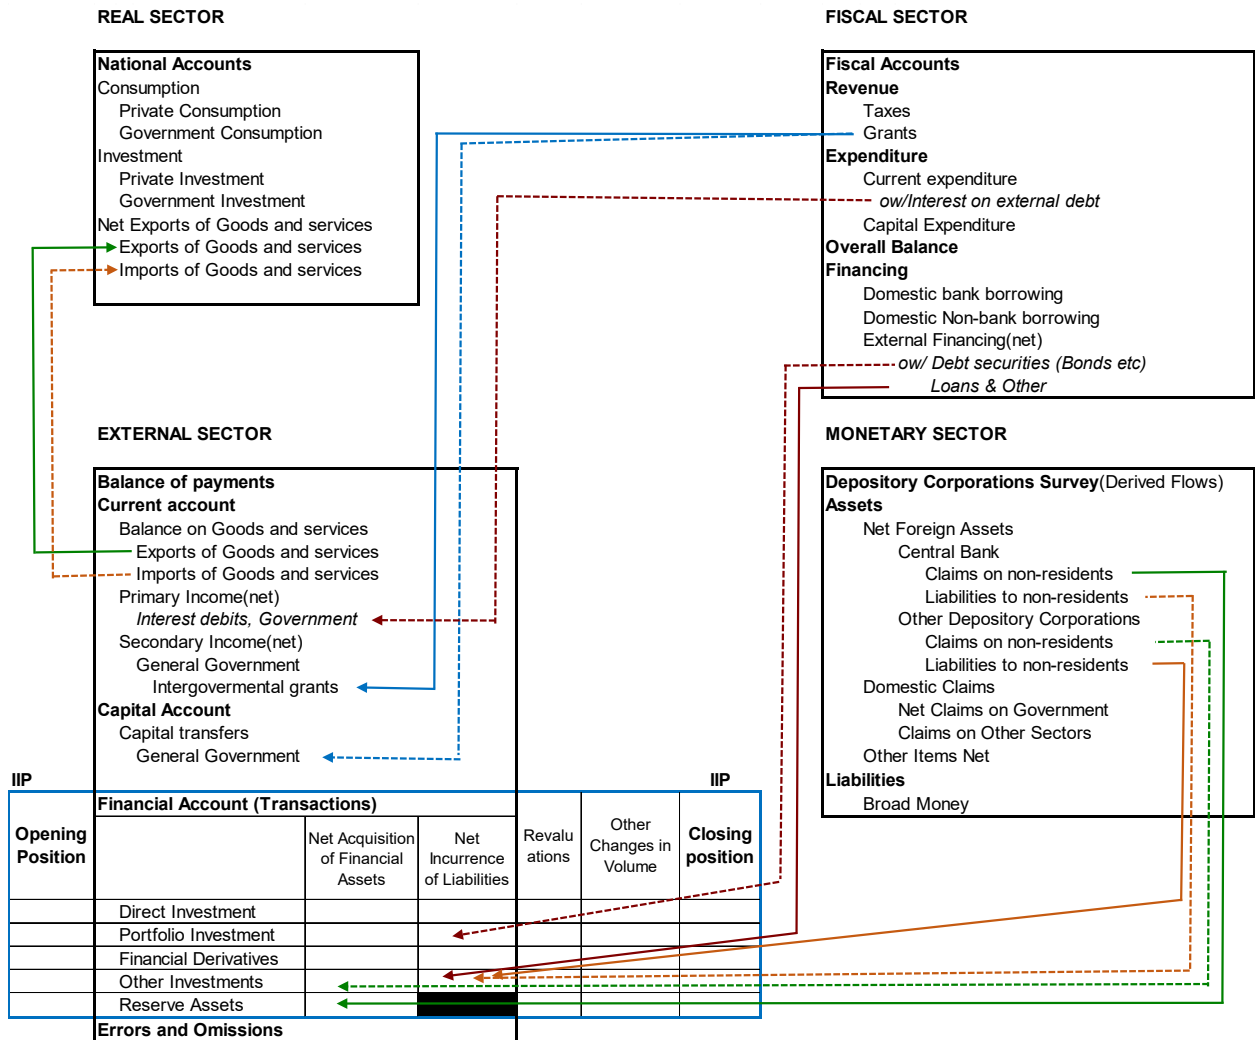 REAL SECTOR
National Accounts
Consumption
Private Consumption
Government Consumption
Investment
Private Investment
Government Investment
Net Exports of Goods and services
Exports of Goods and services
Imports of Goods and services
FISCAL SECTOR
Fiscal Accounts
Revenue
Taxes
Grants
Expenditure
Current expenditure
ow/Interest on external debt
Capital Expenditure
Overall Balance
Financing
Domestic bank borrowing
Domestic Non-bank borrowing
External Financing(net)
ow/ Debt securities (Bonds etc)
Loans & Other
EXTERNAL SECTOR
Balance of payments
Current account
Balance on Goods and services
Exports of Goods and services
Imports of Goods and services
Primary Income(net)
Interest debits, Government
Secondary Income(net)
General Government
Intergovermental grants
Capital Account
Capital transfers
General Government
MONETARY SECTOR
Depository Corporations Survey(Derived Flows)
Assets
Net Foreign Assets
Central Bank
Claims on non-residents
Liabilities to non-residents
Other Depository Corporations
Claims on non-residents
Liabilities to non-residents
Domestic Claims
Net Claims on Government
Claims on Other Sectors
Other Items Net
Liabilities
Broad Money
IIP
IIP
Financial Account (Transactions)
Opening
Position
Net Acquisition
of Financial
Assets
Net
Incurrence
of Liabilities
Revalu
ations
Other
Changes in
Volume
Closing
position
Direct Investment
Portfolio Investment
Financial Derivatives
Other Investments
Reserve Assets
Errors and Omissions